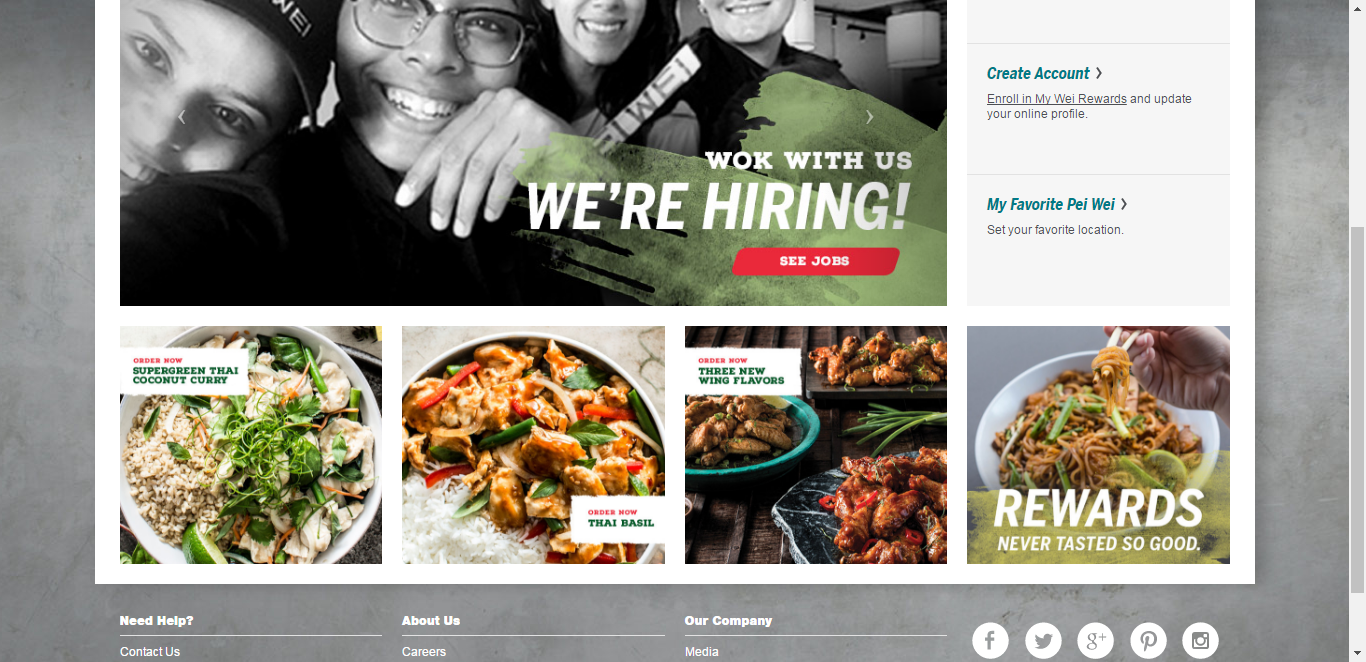 WEI
PEI WEI
WOK WITH US
WE'RE HIRING!
SEE JOBS
Create Account
Enroll in My Wei Rewards and update
your online profile.
My Favorite Pei Wei
Set your favorite location.
ORDER NOW
SUPERGREEN THAI
COCONUT CURRY
ORDER NOW
THAI BASIL
ORDER NOW
THREE NEW
WING FLAVORS
REWARDS
NEVER TASTED SO GOOD.
Need Help?
Contact Us
About Us
Careers
Our Company
Media